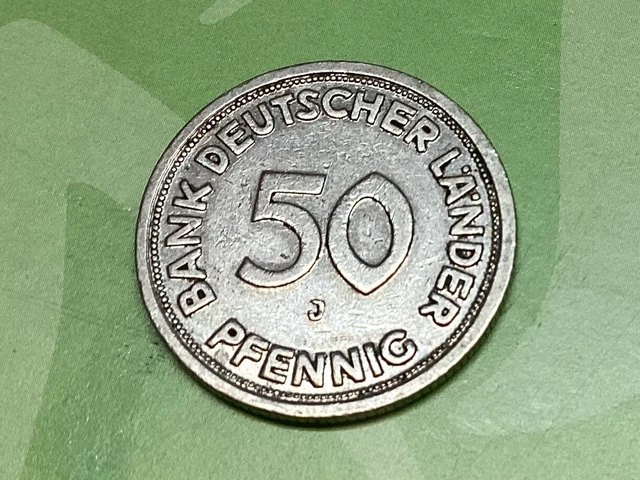 BANK DEUTSCHER LÄNDER
50
J
PFENNIG